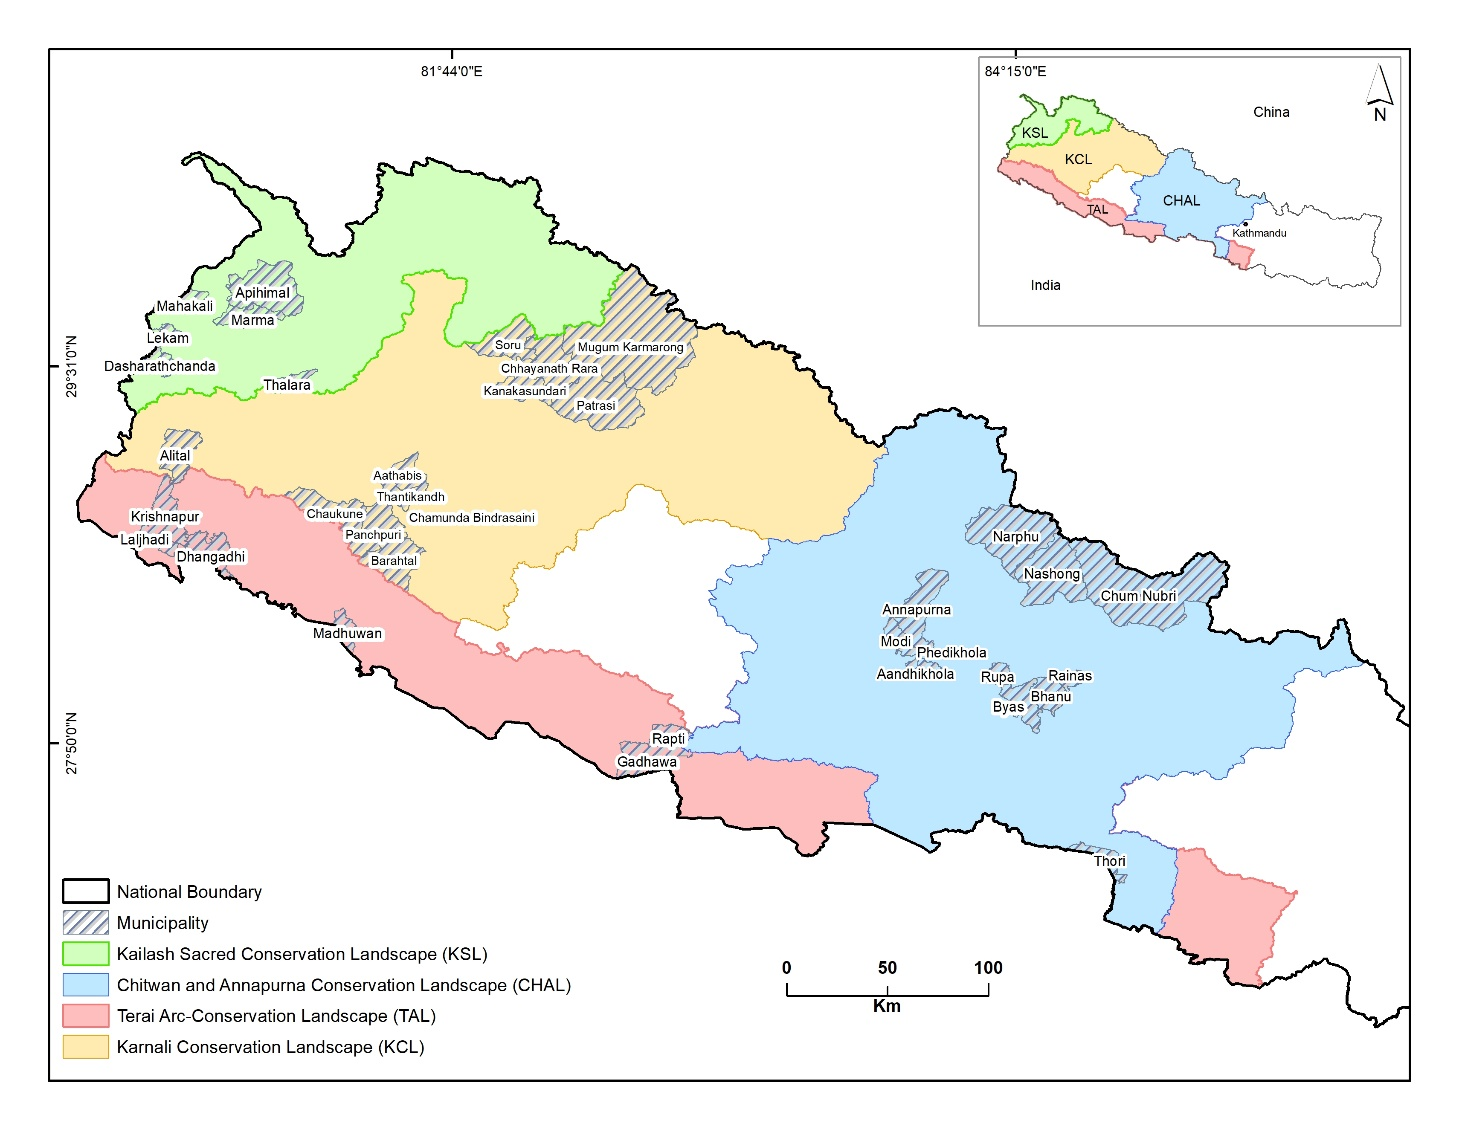 81°44'0"E
84°15'0"E
China
N
KSL
KCL
CHAL
TAL
Kathmandu
India
29°31'0"N
27°50'0"N
Apihimal
Mahakali
Marma
Lekam
Dasharathchanda
Thalara
Soru
Mugum Karmarong
Chhayanath Rara
Kanakasundari
Patrasi
Alital
Aathabis
Thantikandh
Chaukune
Chamunda Bindrasaini
Krishnapur
Panchpuri
Laljhadi
Dhangadhi
Barahtal
Narphu
Nashong
Chum Nubri
Annapurna
Madhuwan
Modi
Phedikhola
Aandhikhola
Rupa
Rainas
Bhanu
Byas
Rapti
Gadhawa
Thori
National Boundary
Municipality
Kailash Sacred Conservation Landscape (KSL)
Chitwan and Annapurna Conservation Landscape (CHAL)
Terai Arc-Conservation Landscape (TAL)
Karnali Conservation Landscape (KCL)
0 50 100
Km